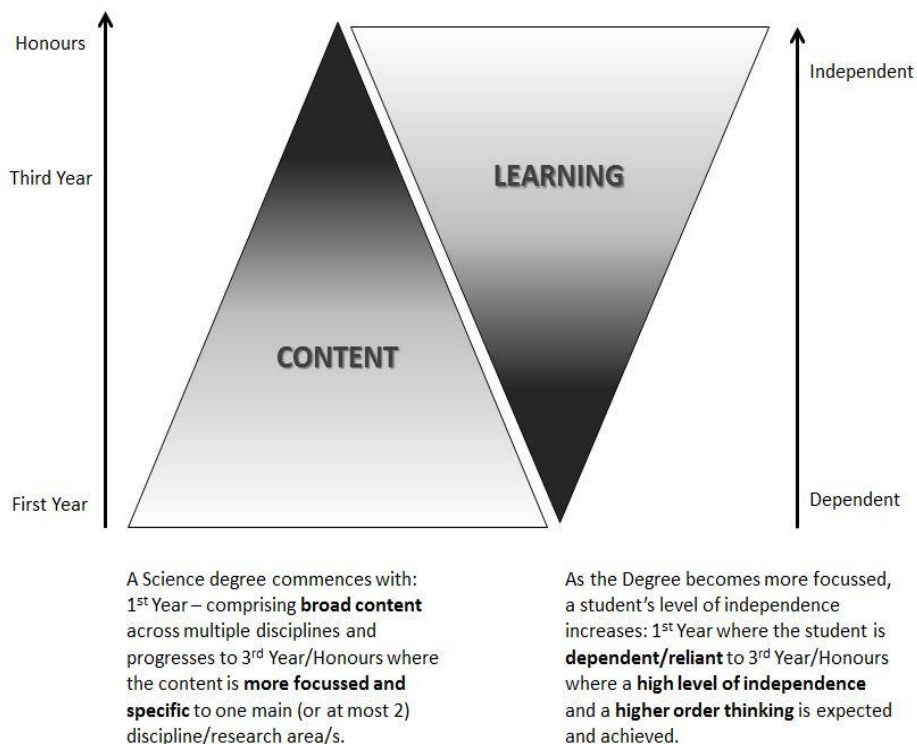 Honours
Independent
Third Year
LEARNING
CONTENT
First Year
Dependent
A Science degree commences with:
1st Year – comprising broad content
across multiple disciplines and
progresses to 3rd Year/Honours where
the content is more focussed and
specific to one main (or at most 2)
discipline/research area/s.
As the Degree becomes more focussed,
a student's level of independence
increases: 1st Year where the student is
dependent/reliant to 3rd Year/Honours
where a high level of independence
and a higher order thinking is expected
and achieved.